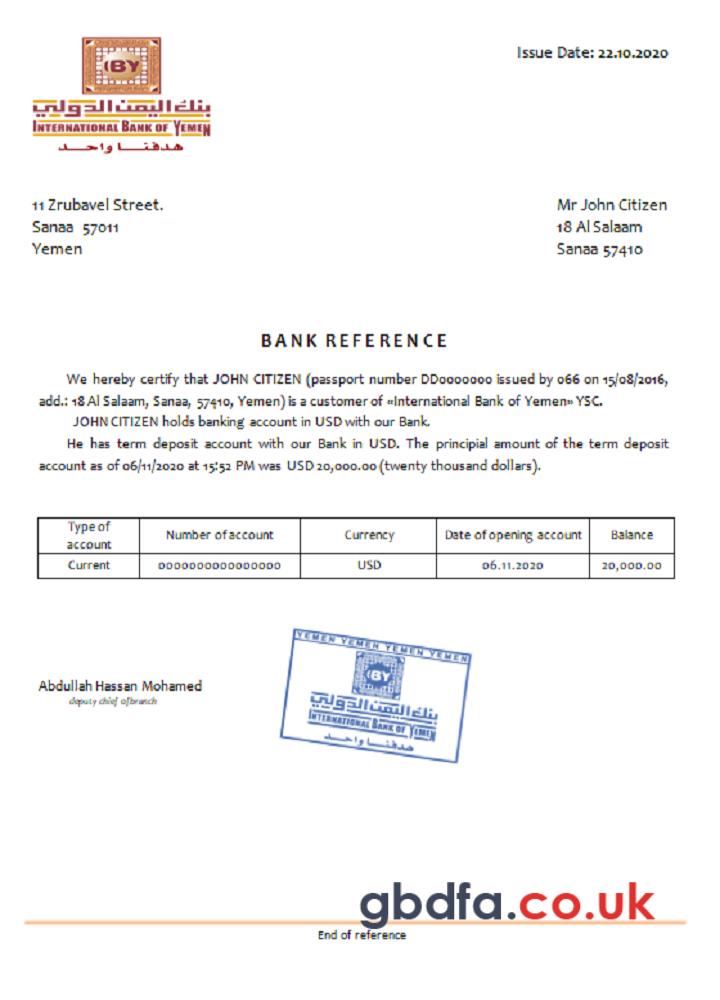 Issue Date: 22.10.2020
IBY
بنك اليمن الدولي
INTERNATIONAL BANK OF YEMEN
هدفنا واحد
11 Zrubavel Street.
Sanaa 57011
Yemen
Mr John Citizen
18 Al Salaam
Sanaa 57410
BANK REFERENCE
We hereby certify that JOHN CITIZEN (passport number DD0000000 issued by 066 on 15/08/2016,
add.: 18 Al Salaam, Sanaa, 57410, Yemen) is a customer of «International Bank of Yemen» YSC.
JOHN CITIZEN holds banking account in USD with our Bank.
He has term deposit account with our Bank in USD. The principial amount of the term deposit
account as of 06/11/2020 at 15:52 PM was USD 20,000.00 (twenty thousand dollars).
Type of account Number of account Currency Date of opening account Balance
Current 0000000000000000 USD 06.11.2020 20,000.00
Abdullah Hassan Mohamed
deputy chief ofbranch
YEMEN YEMEN YEMEN YEMEN
IBY
بنك اليمن الدولي
INTERNATIONAL BANK OF YEMEN
هدفنا واحد
gbdfa.co.uk
End of reference